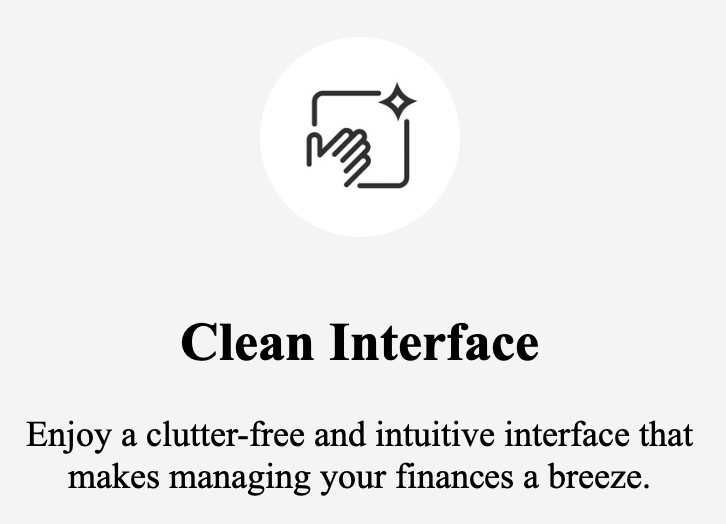 Clean Interface
Enjoy a clutter-free and intuitive interface that
makes managing your finances a breeze.